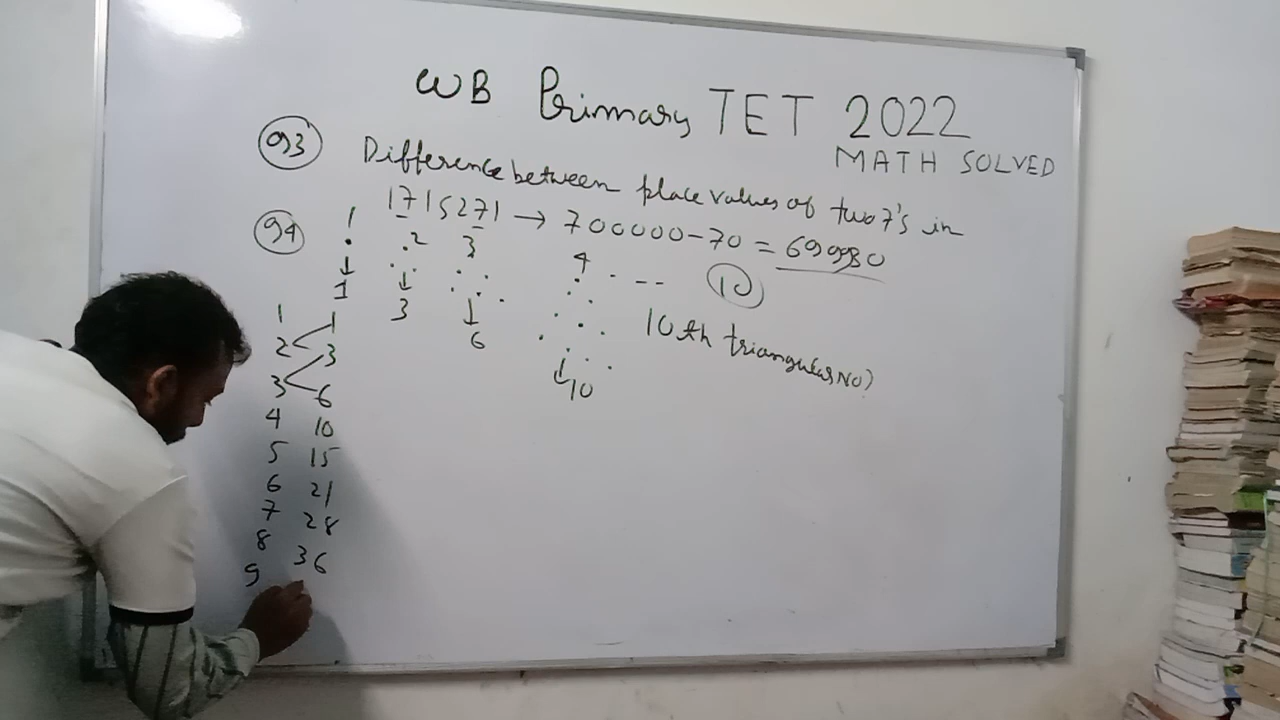 WB Primary TET 2022
MATH SOLVED
93 Difference between place values of two 7's in
1715271 → 700000-70 = 699930
94
1 2 3 4 -- 10
1 3 6 10
10th triangular No)
1 1
2 3
3 6
4 10
5 15
6 21
7 28
8 36
9